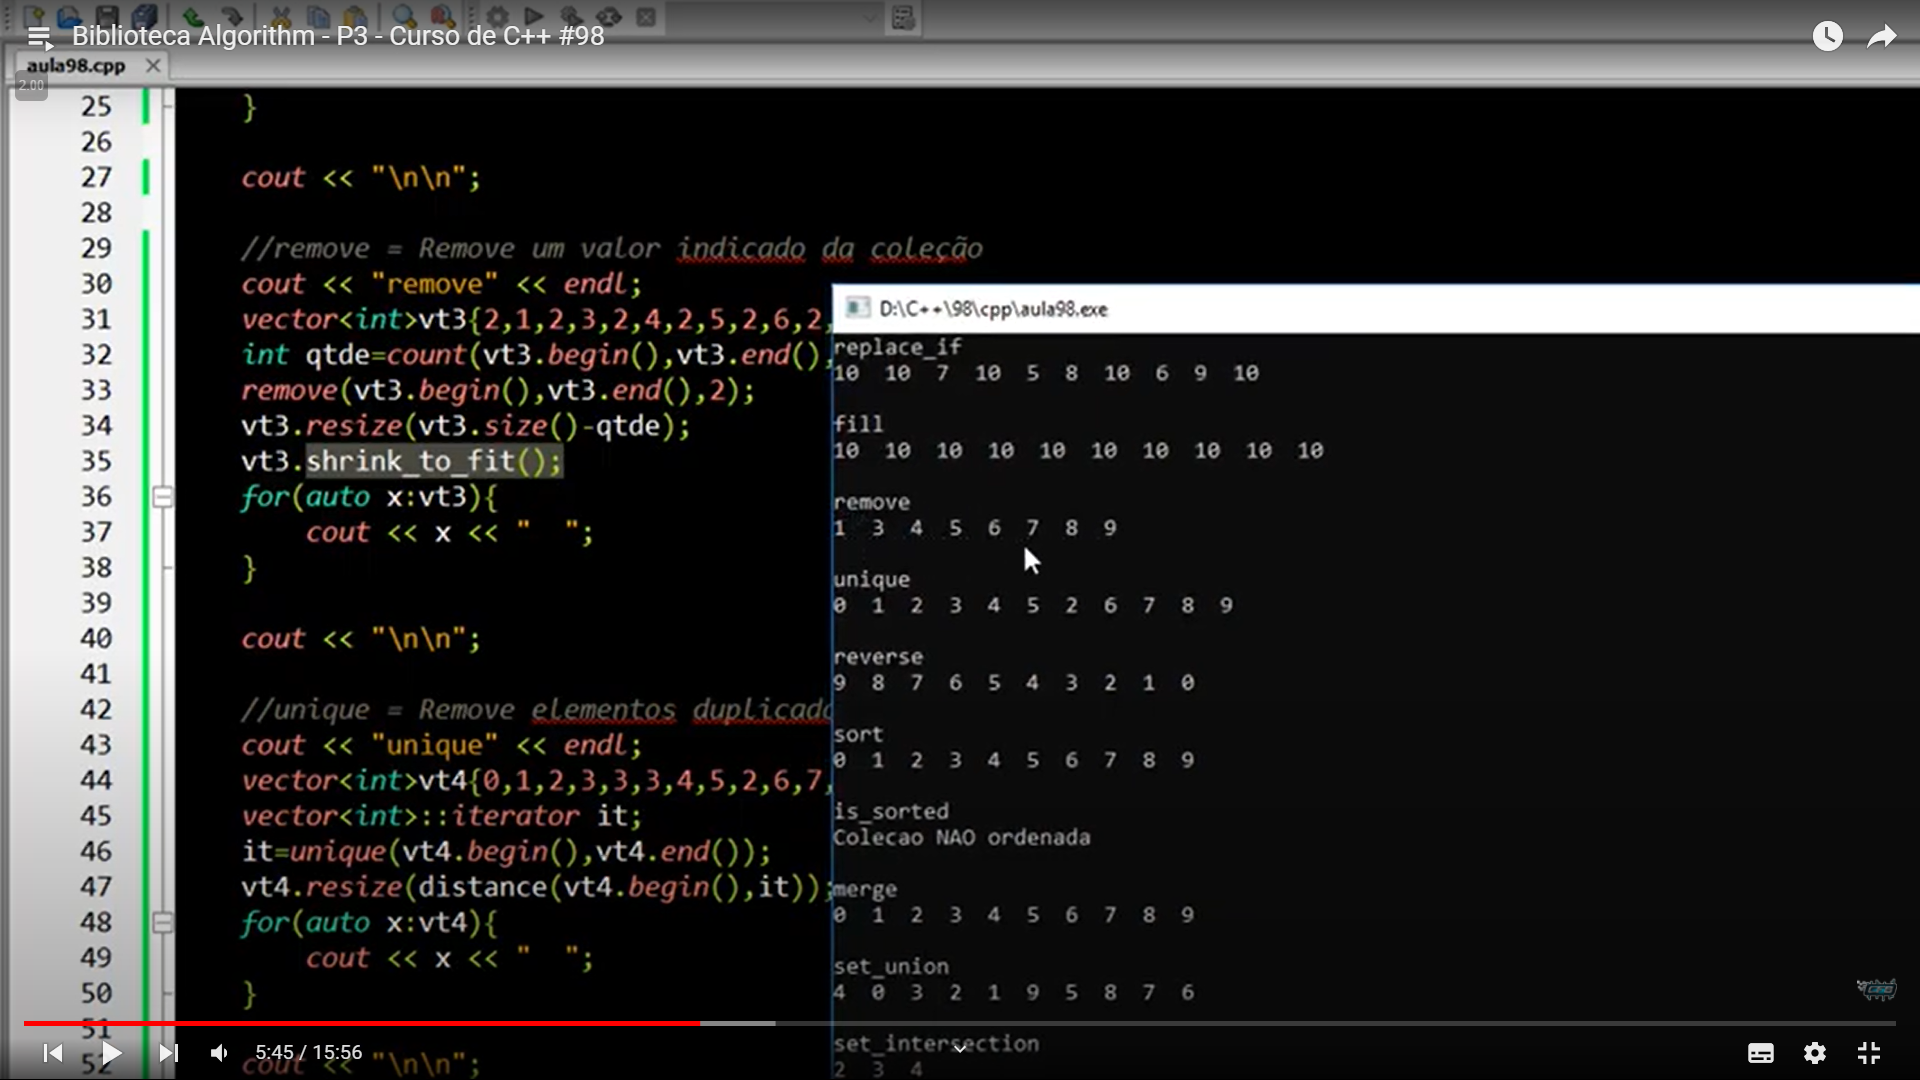 Biblioteca Algorithm - P3 - Curso de C++ #98
aula98.cpp
2.00
25 }
26
27 cout << "\n\n";
28
29 //remove = Remove um valor indicado da coleção
30 cout << "remove" << endl;
31 vector<int>vt3{2,1,2,3,2,4,2,5,2,6,2,
32 int qtde=count(vt3.begin(),vt3.end(),
33 remove(vt3.begin(),vt3.end(),2);
34 vt3.resize(vt3.size()-qtde);
35 vt3.shrink_to_fit();
36 for(auto x:vt3){
37 cout << x << "  ";
38 }
39
40 cout << "\n\n";
41
42 //unique = Remove elementos duplicado
43 cout << "unique" << endl;
44 vector<int>vt4{0,1,2,3,3,3,4,5,2,6,7,
45 vector<int>::iterator it;
46 it=unique(vt4.begin(),vt4.end());
47 vt4.resize(distance(vt4.begin(),it));
48 for(auto x:vt4){
49 cout << x << "  ";
50 }
51
52 cout << "\n\n";
D:\C++\98\cpp\aula98.exe
replace_if
10 10 7 10 5 8 10 6 9 10
fill
10 10 10 10 10 10 10 10 10 10
remove
1 3 4 5 6 7 8 9
unique
0 1 2 3 4 5 2 6 7 8 9
reverse
9 8 7 6 5 4 3 2 1 0
sort
0 1 2 3 4 5 6 7 8 9
is_sorted
Colecao NAO ordenada
merge
0 1 2 3 4 5 6 7 8 9
set_union
4 0 3 2 1 9 5 8 7 6
set_intersection
2 3 4
5:45 / 15:56